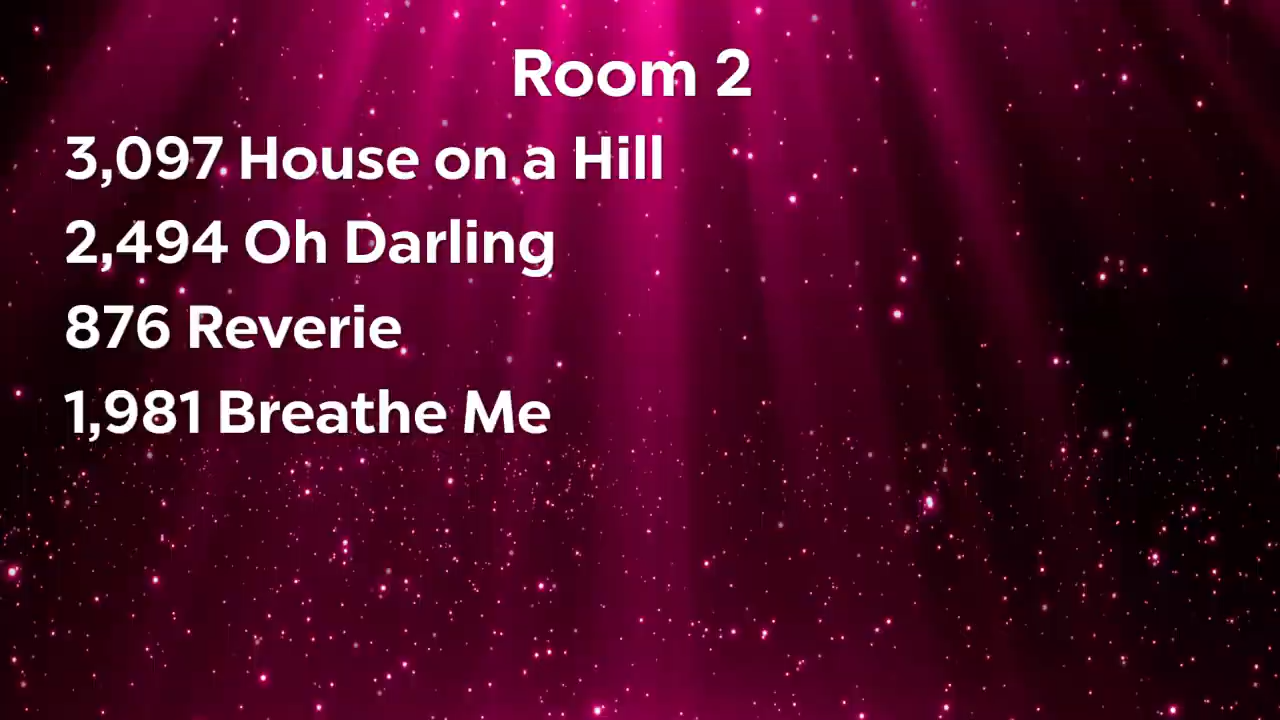 Room 2
3,097 House on a Hill
2,494 Oh Darling
876 Reverie
1,981 Breathe Me